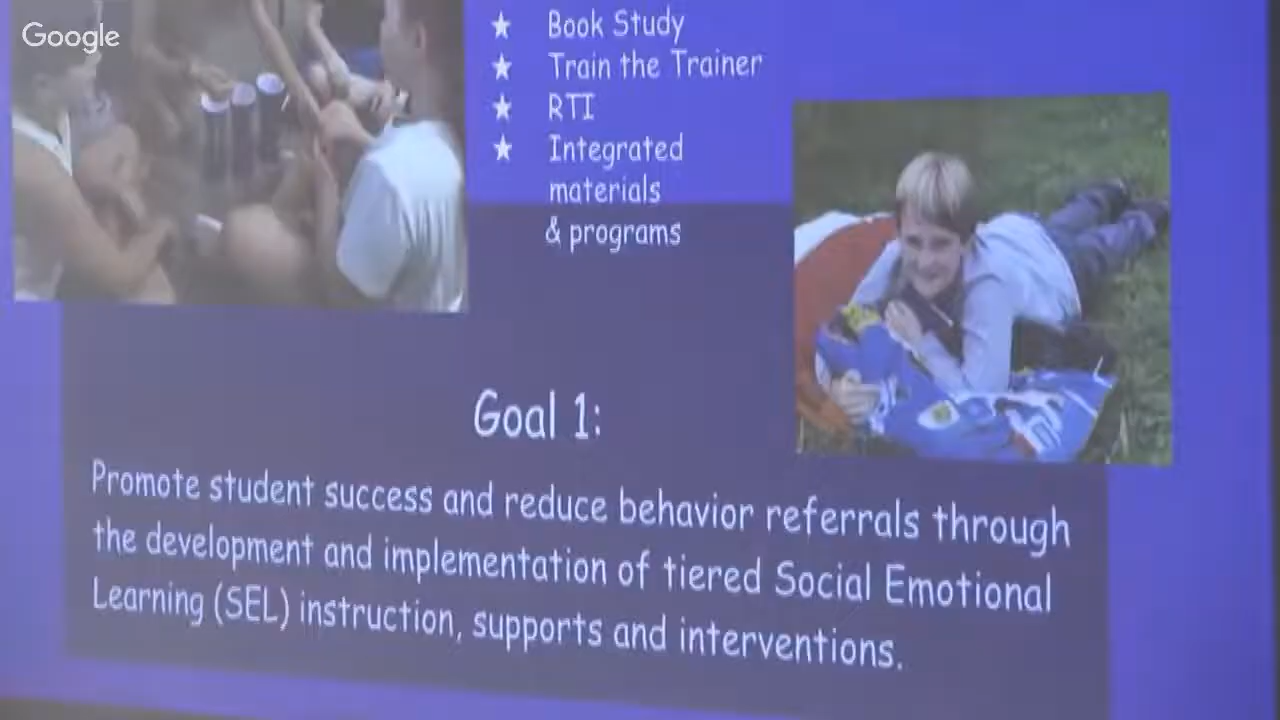 Google
★ Book Study
★ Train the Trainer
★ RTI
★ Integrated
materials
& programs
Goal 1:
Promote student success and reduce behavior referrals through
the development and implementation of tiered Social Emotional
Learning (SEL) instruction, supports and interventions.